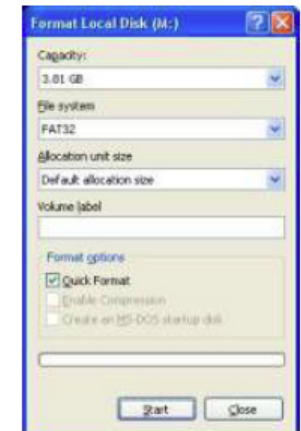 Format Local Disk (M:)
Capacity:
3.81 GB
File system
FAT32
Allocation unit size
Default allocation size
Volume label
Format options
Quick Format
Enable Compression
Create an MS-DOS startup disk
Start Close